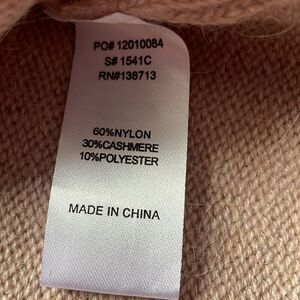 PO# 12010084
S# 1541C
RN#138713
60%NYLON
30%CASHMERE
10%POLYESTER
MADE IN CHINA